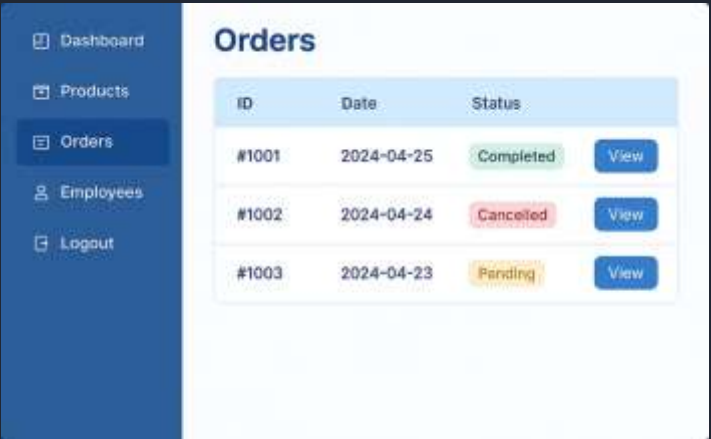 Dashboard
Products
Orders
Employees
Logout
Orders
ID Date Status
#1001 2024-04-25 Completed View
#1002 2024-04-24 Cancelled View
#1003 2024-04-23 Pending View